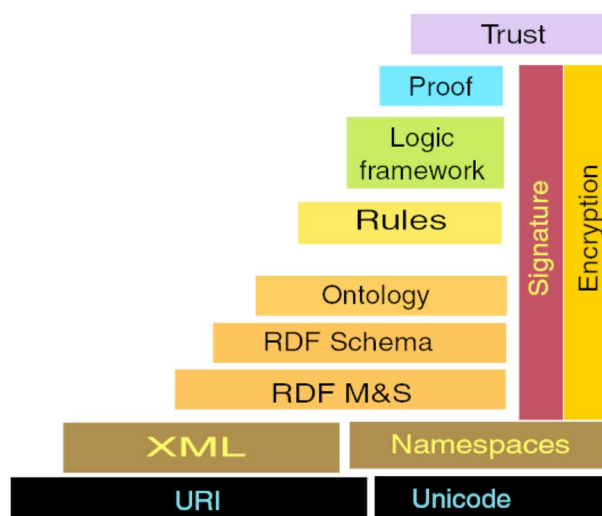 Trust
Proof
Logic
framework
Rules
Ontology
RDF Schema
RDF M&S
Signature
Encryption
XML
Namespaces
URI
Unicode